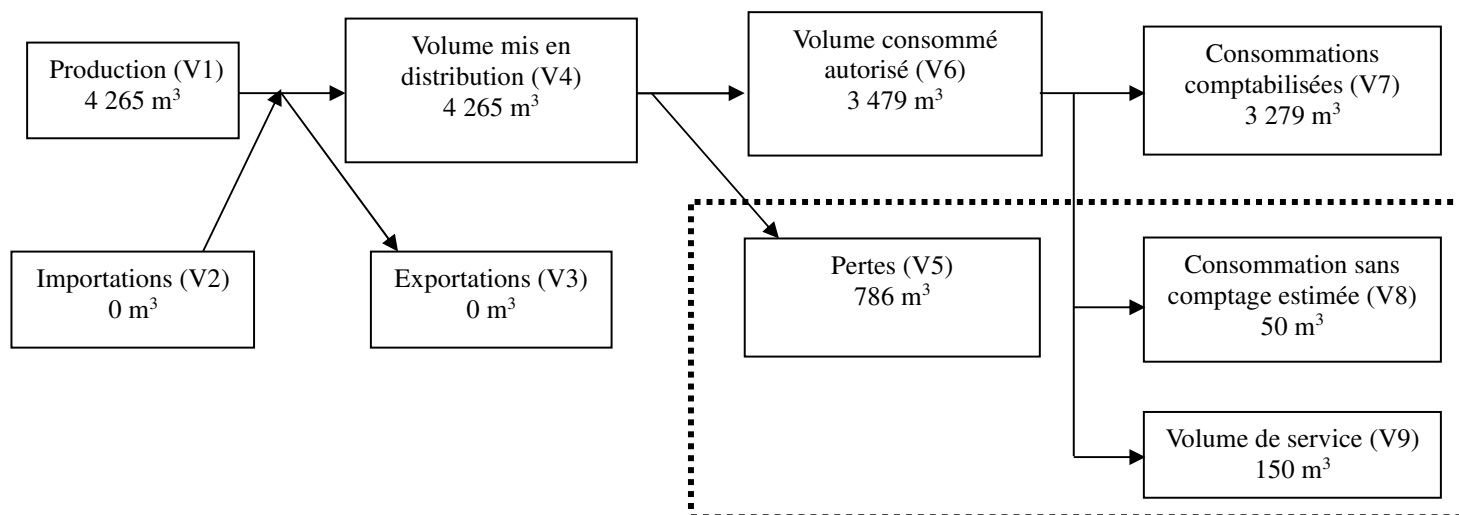 Production (V1)
4 265 m³
Volume mis en
distribution (V4)
4 265 m³
Volume consommé
autorisé (V6)
3 479 m³
Consommations
comptabilisées (V7)
3 279 m³
Importations (V2)
0 m³
Exportations (V3)
0 m³
Pertes (V5)
786 m³
Consommation sans
comptage estimée (V8)
50 m³
Volume de service (V9)
150 m³